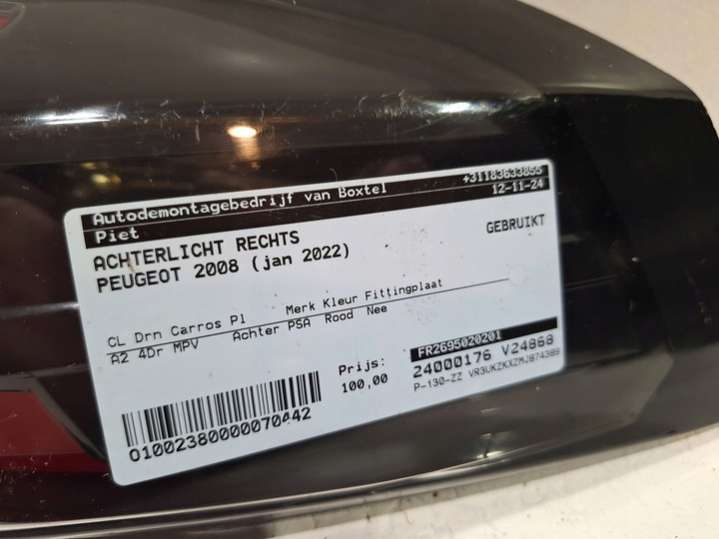 Autodemontagebedrijf van Boxtel +31183633855
Piet 12-11-24
ACHTERLICHT RECHTS GEBRUIKT
PEUGEOT 2008 (jan 2022)
CL Drn Carros Pl Merk Kleur Fittingplaat
A2 4Dr MPV Achter PSA Rood Nee
FR2695020201
Prijs: 24000176 V24868
100,00 P-130-ZZ VR3UKZKXZMJ874388
01002380000070442